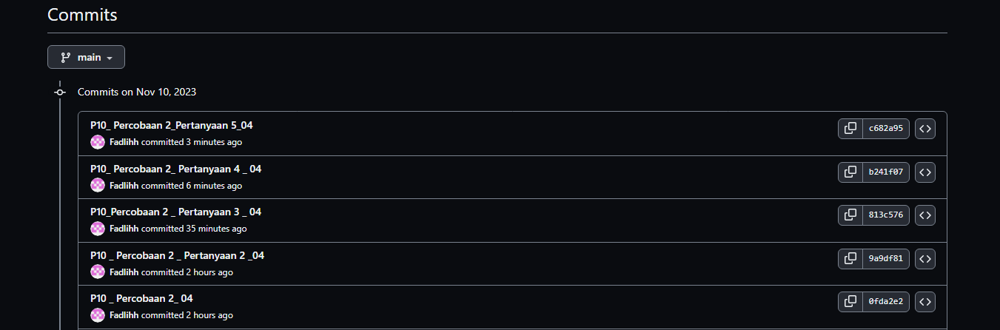 Commits
main
Commits on Nov 10, 2023
P10_ Percobaan 2_Pertanyaan 5_04
c682a95
Fadlihh committed 3 minutes ago
P10_ Percobaan 2_ Pertanyaan 4 _ 04
b241f07
Fadlihh committed 6 minutes ago
P10_Percobaan 2 _ Pertanyaan 3 _ 04
813c576
Fadlihh committed 35 minutes ago
P10 _ Percobaan 2 _ Pertanyaan 2 _04
9a9df81
Fadlihh committed 2 hours ago
P10 _ Percobaan 2_ 04
0fda2e2
Fadlihh committed 2 hours ago